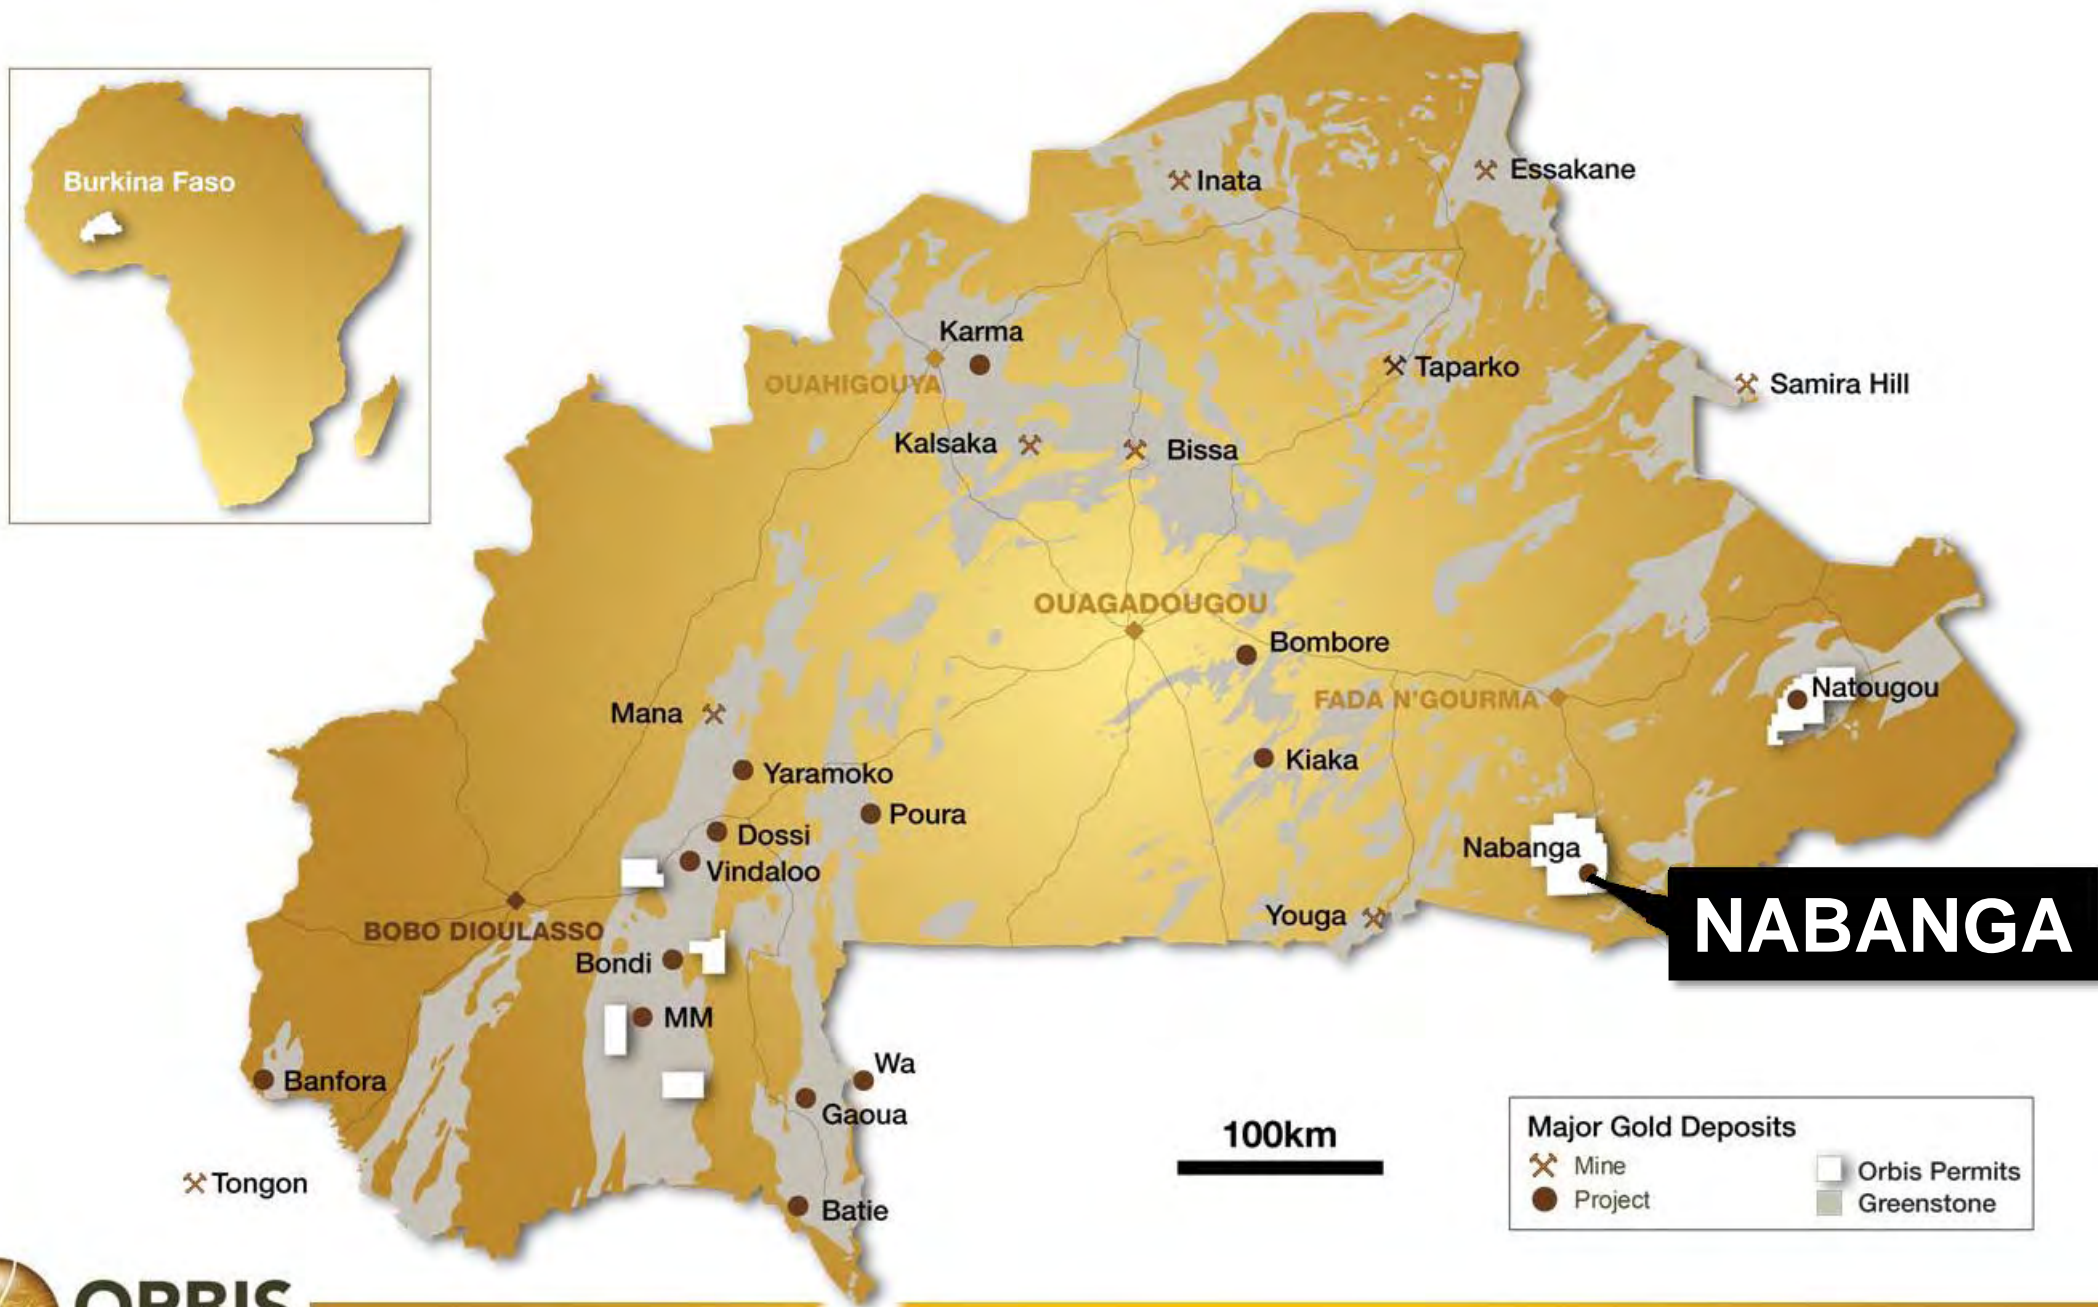 Burkina Faso
Inata
Essakane
Karma
OUAHIGOUYA
Taparko
Samira Hill
Kalsaka
Bissa
OUAGADOUGOU
Bombore
FADA N'GOURMA
Natougou
Mana
Kiaka
Yaramoko
Poura
Dossi
Vindaloo
Nabanga
NABANGA
Youga
BOBO DIOULASSO
Bondi
MM
Wa
Banfora
Gaoua
100km
Tongon
Batie
Major Gold Deposits
Mine
Project
Orbis Permits
Greenstone
ORBIS